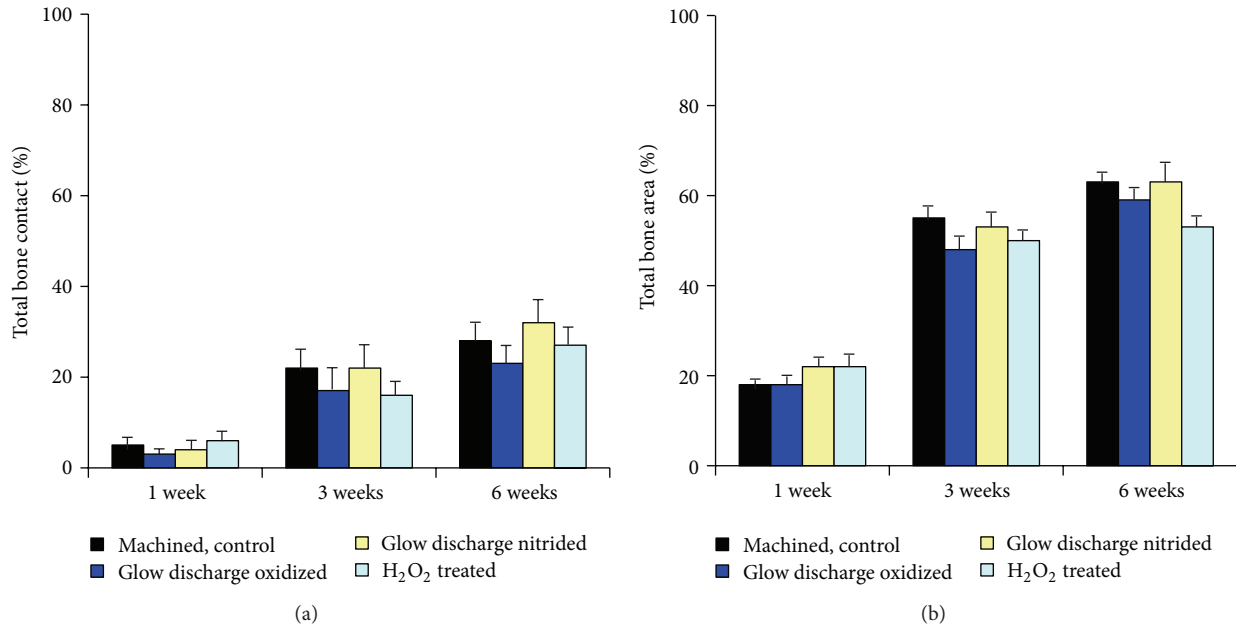 100
80
60
40
20
0
Total bone contact (%)
1 week 3 weeks 6 weeks
Machined, control
Glow discharge oxidized
Glow discharge nitrided
H₂O₂ treated
(a)
100
80
60
40
20
0
Total bone area (%)
1 week 3 weeks 6 weeks
Machined, control
Glow discharge oxidized
Glow discharge nitrided
H₂O₂ treated
(b)